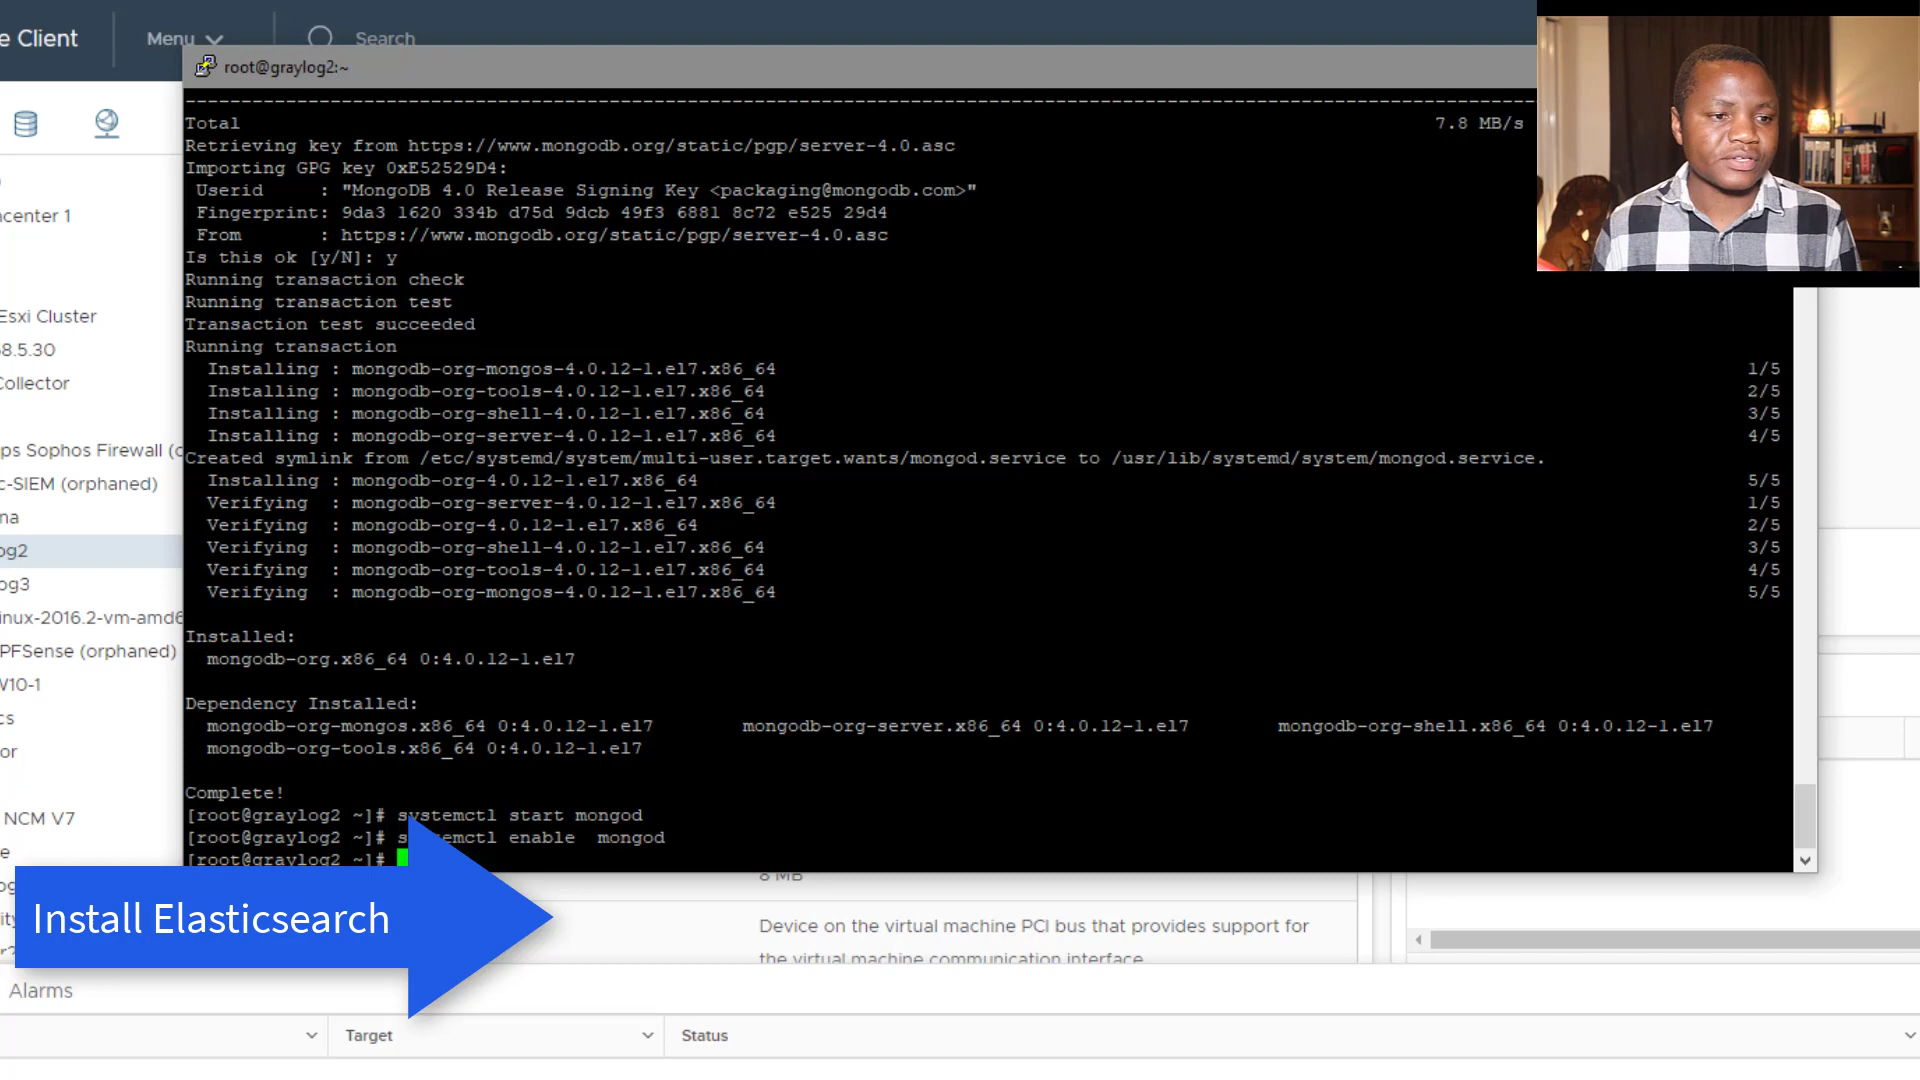 e Client
Menu
Search
root@graylog2:~
Total 7.8 MB/s
Retrieving key from https://www.mongodb.org/static/pgp/server-4.0.asc
Importing GPG key 0xE52529D4:
Userid     : "MongoDB 4.0 Release Signing Key <packaging@mongodb.com>"
Fingerprint: 9da3 1620 334b d75d 9dcb 49f3 6881 8c72 e525 29d4
From       : https://www.mongodb.org/static/pgp/server-4.0.asc
Is this ok [y/N]: y
Running transaction check
Running transaction test
Transaction test succeeded
Running transaction
Installing : mongodb-org-mongos-4.0.12-1.el7.x86_64 1/5
Installing : mongodb-org-tools-4.0.12-1.el7.x86_64 2/5
Installing : mongodb-org-shell-4.0.12-1.el7.x86_64 3/5
Installing : mongodb-org-server-4.0.12-1.el7.x86_64 4/5
Created symlink from /etc/systemd/system/multi-user.target.wants/mongod.service to /usr/lib/systemd/system/mongod.service.
Installing : mongodb-org-4.0.12-1.el7.x86_64 5/5
Verifying  : mongodb-org-server-4.0.12-1.el7.x86_64 1/5
Verifying  : mongodb-org-4.0.12-1.el7.x86_64 2/5
Verifying  : mongodb-org-shell-4.0.12-1.el7.x86_64 3/5
Verifying  : mongodb-org-tools-4.0.12-1.el7.x86_64 4/5
Verifying  : mongodb-org-mongos-4.0.12-1.el7.x86_64 5/5
Installed:
mongodb-org.x86_64 0:4.0.12-1.el7
Dependency Installed:
mongodb-org-mongos.x86_64 0:4.0.12-1.el7 mongodb-org-server.x86_64 0:4.0.12-1.el7 mongodb-org-shell.x86_64 0:4.0.12-1.el7
mongodb-org-tools.x86_64 0:4.0.12-1.el7
Complete!
[root@graylog2 ~]# systemctl start mongod
[root@graylog2 ~]# s emctl enable  mongod
[root@graylog2 ~]#
ncenter 1
Esxi Cluster
8.5.30
Collector
ps Sophos Firewall (c
c-SIEM (orphaned)
na
og2
og3
inux-2016.2-vm-amd6
PFSense (orphaned)
W10-1
cs
or
NCM V7
e
Install Elasticsearch
8 MB
Device on the virtual machine PCI bus that provides support for
the virtual machine communication interface
Alarms
Target
Status